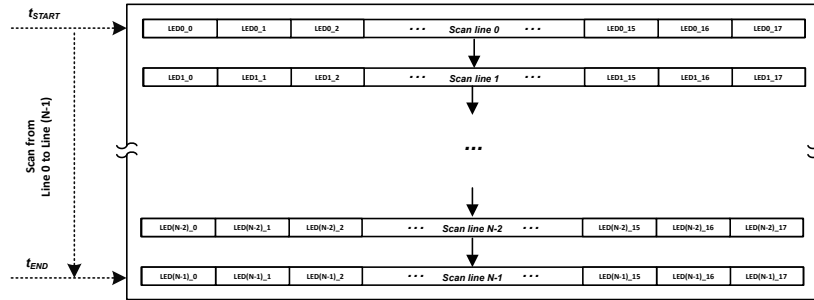 tSTART
LED0_0 LED0_1 LED0_2 ··· Scan line 0 ··· LED0_15 LED0_16 LED0_17
LED1_0 LED1_1 LED1_2 ··· Scan line 1 ··· LED1_15 LED1_16 LED1_17
Scan from
Line 0 to Line (N-1)
...
LED(N-2)_0 LED(N-2)_1 LED(N-2)_2 ··· Scan line N-2 ··· LED(N-2)_15 LED(N-2)_16 LED(N-2)_17
tEND
LED(N-1)_0 LED(N-1)_1 LED(N-1)_2 ··· Scan line N-1 ··· LED(N-1)_15 LED(N-1)_16 LED(N-1)_17